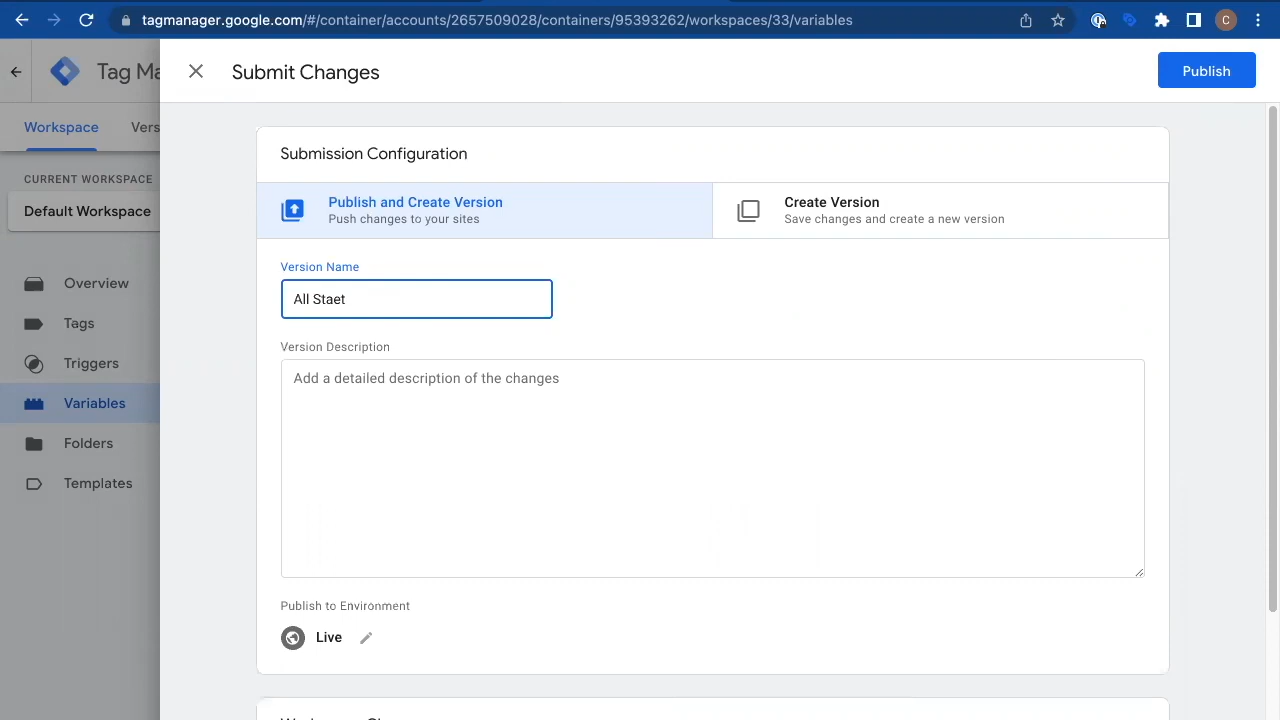 tagmanager.google.com/#/container/accounts/2657509028/containers/95393262/workspaces/33/variables
C
Tag Ma
Submit Changes
Publish
Workspace
Vers
CURRENT WORKSPACE
Default Workspace
Overview
Tags
Triggers
Variables
Folders
Templates
Submission Configuration
Publish and Create Version
Push changes to your sites
Create Version
Save changes and create a new version
Version Name
All Staet
Version Description
Add a detailed description of the changes
Publish to Environment
Live